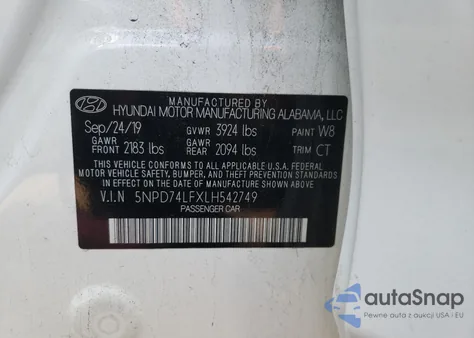 MANUFACTURED BY
HYUNDAI MOTOR MANUFACTURING ALABAMA, LLC
Sep/24/19 GVWR 3924 lbs PAINT W8
GAWR FRONT 2183 lbs GAWR REAR 2094 lbs TRIM CT
THIS VEHICLE CONFORMS TO ALL APPLICABLE U.S.A. FEDERAL
MOTOR VEHICLE SAFETY, BUMPER, AND THEFT PREVENTION
STANDARDS IN EFFECT ON THE DATE OF MANUFACTURE SHOWN ABOVE.
V.I.N 5NPD74LFXLH542749
PASSENGER CAR
autoSnap
Pewne auta z aukcji USA i EU